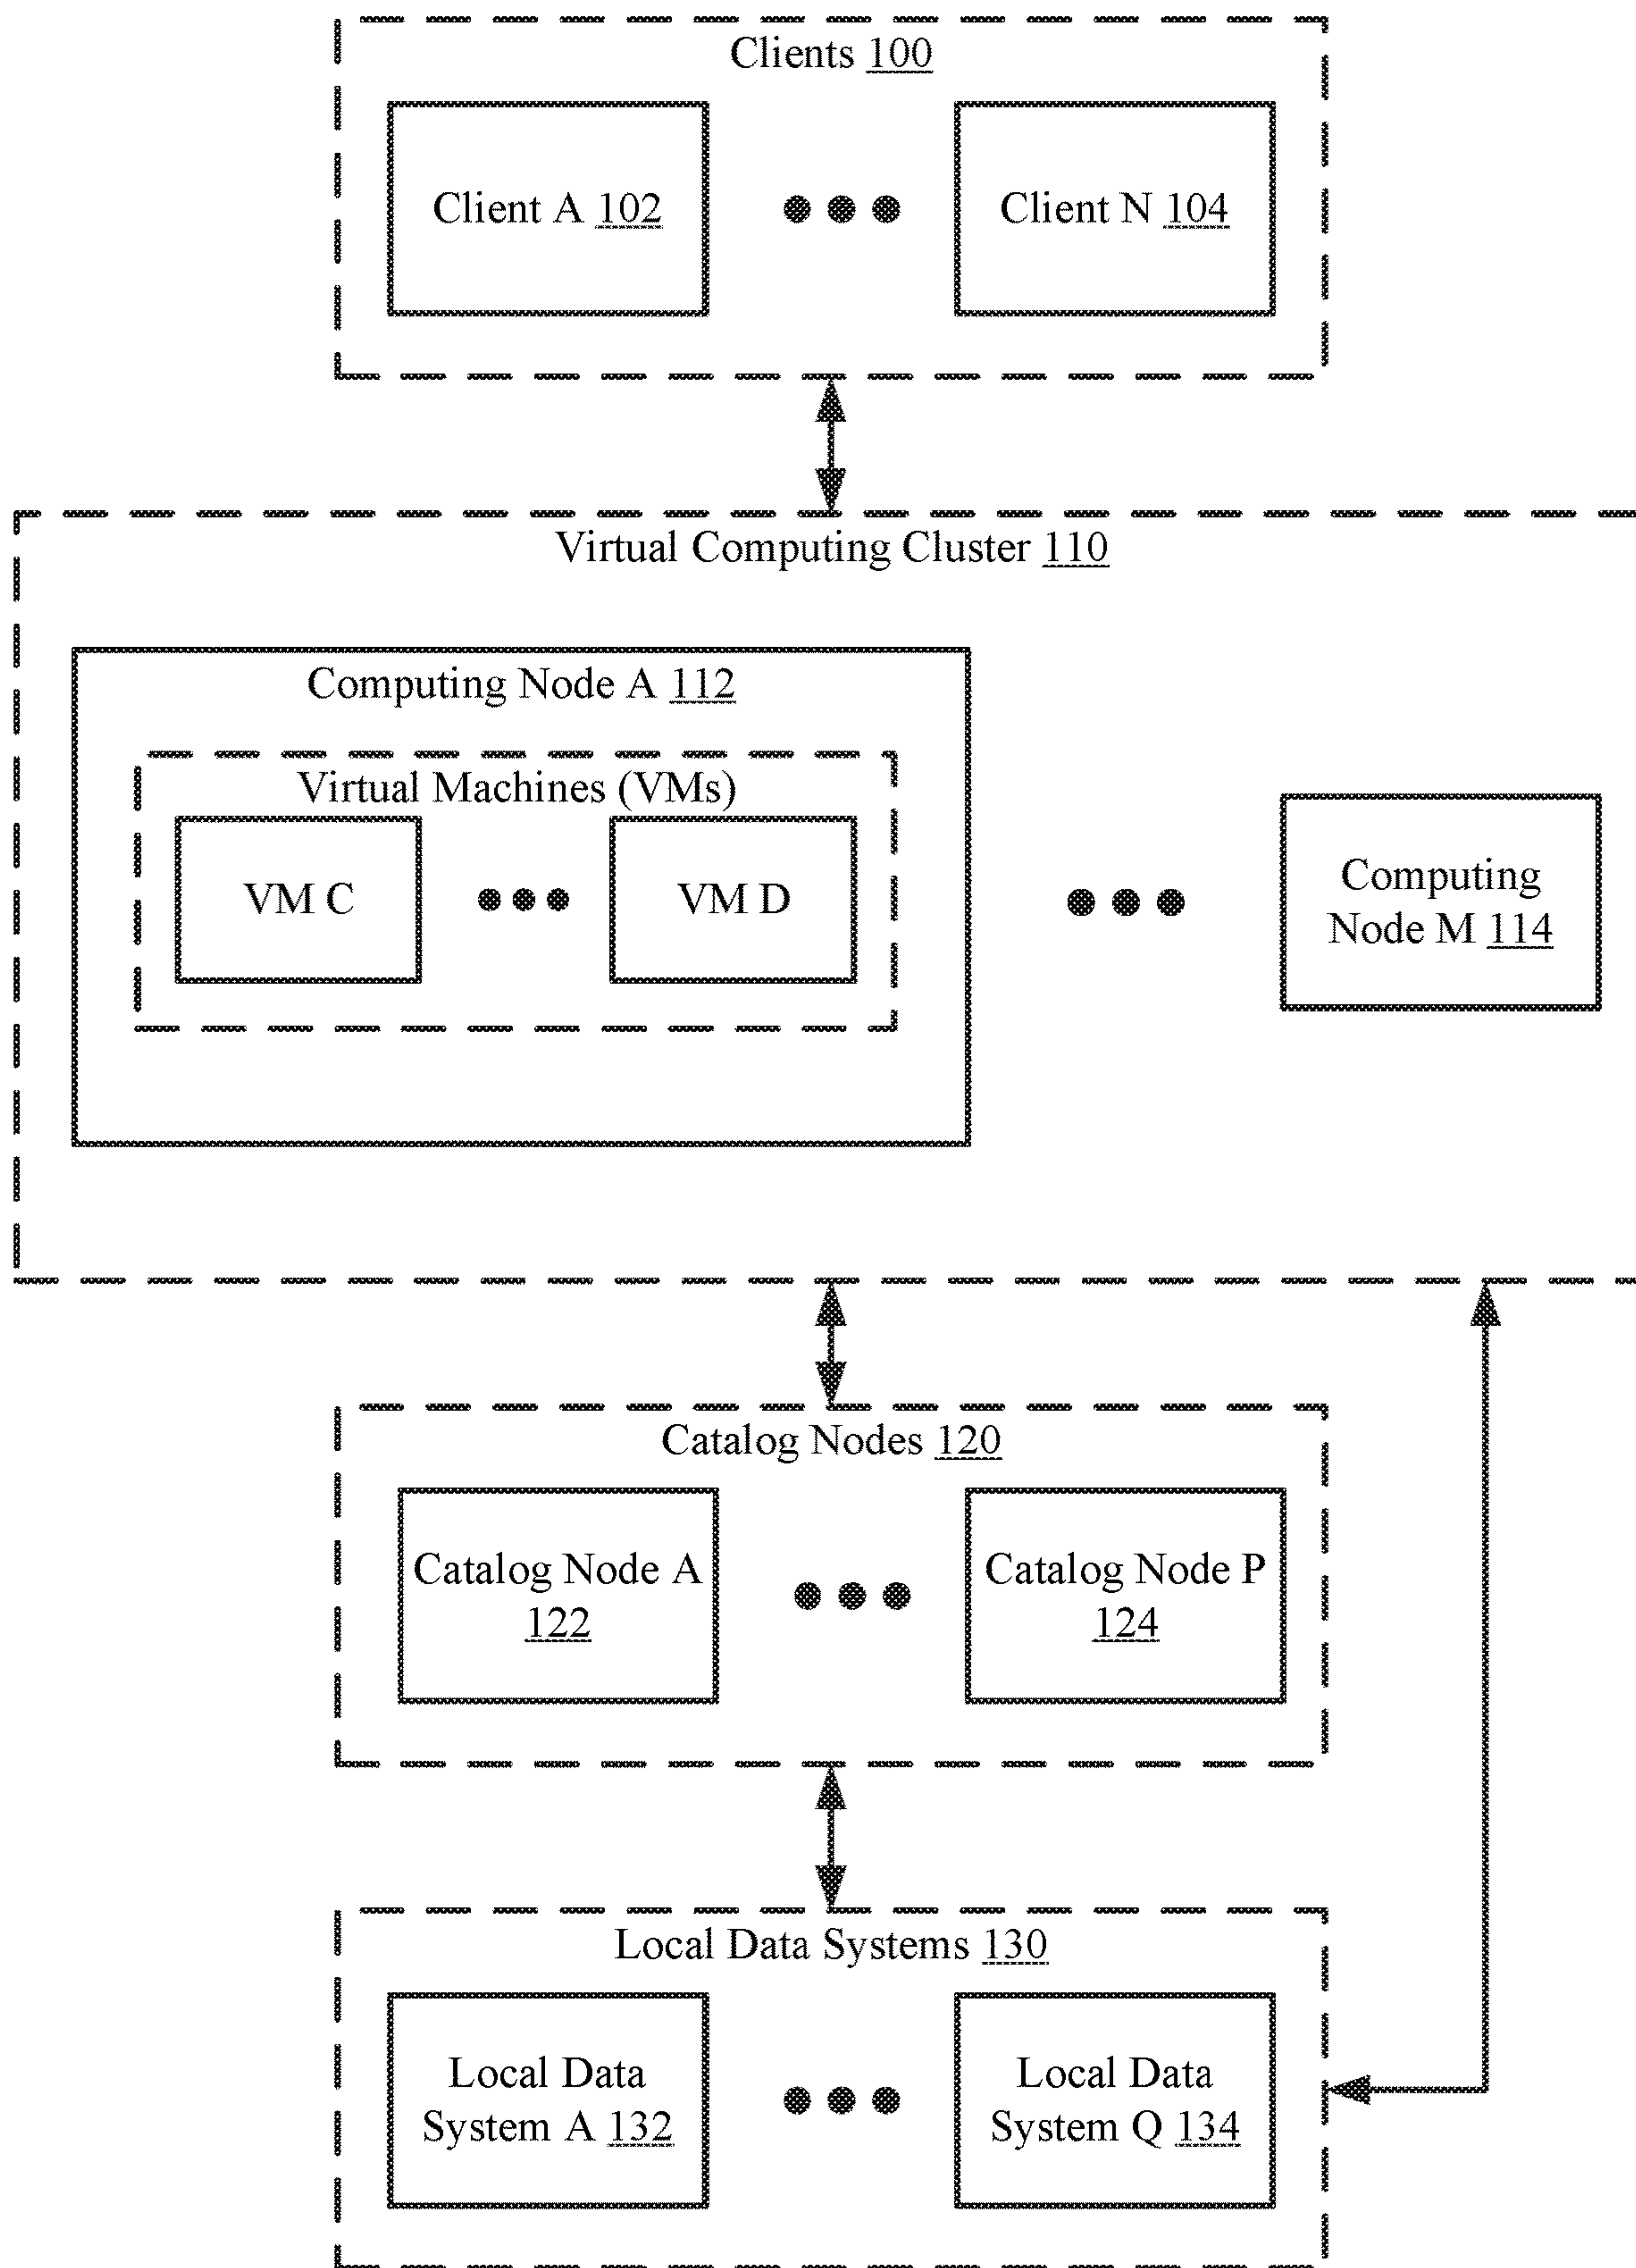 Clients 100
Client A 102
Client N 104
Virtual Computing Cluster 110
Computing Node A 112
Virtual Machines (VMs)
VM C
VM D
Computing
Node M 114
Catalog Nodes 120
Catalog Node A
122
Catalog Node P
124
Local Data Systems 130
Local Data
System A 132
Local Data
System Q 134